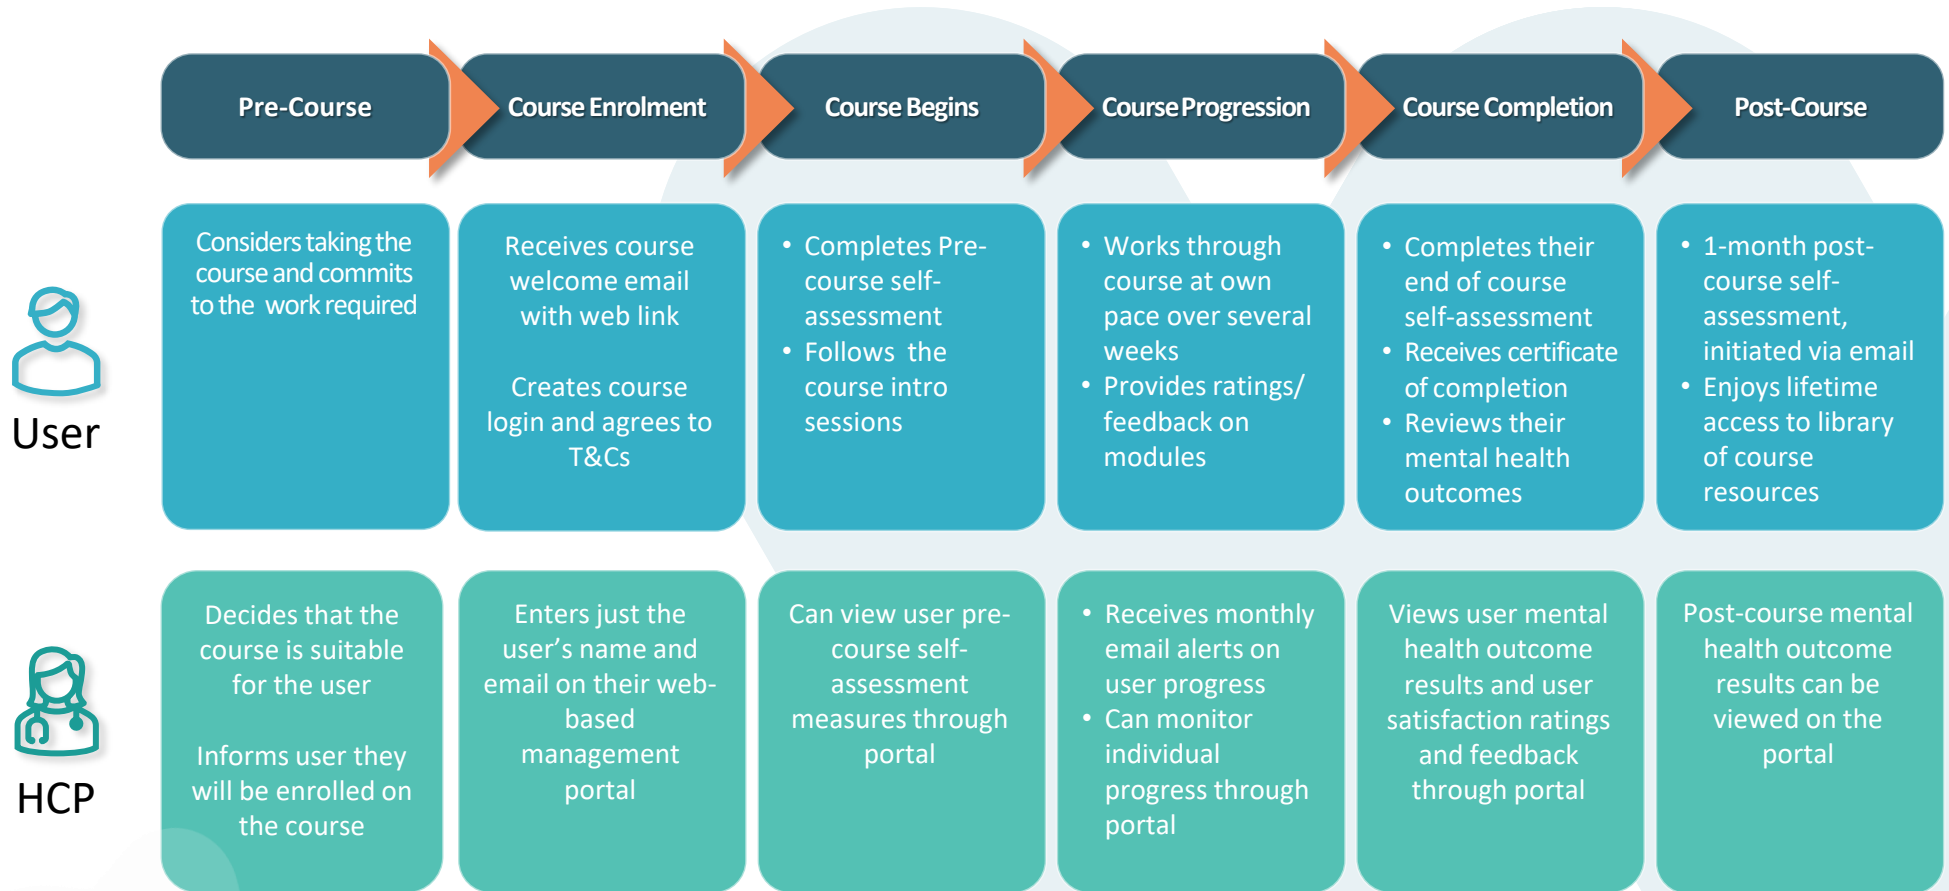 Pre-Course
Course Enrolment
Course Begins
Course Progression
Course Completion
Post-Course
User
Considers taking the
course and commits
to the work required
Receives course
welcome email
with web link
Creates course
login and agrees to
T&Cs
• Completes Pre-
course self-
assessment
• Follows the
course intro
sessions
• Works through
course at own
pace over several
weeks
• Provides ratings/
feedback on
modules
• Completes their
end of course
self-assessment
• Receives certificate
of completion
• Reviews their
mental health
outcomes
• 1-month post-
course self-
assessment,
initiated via email
• Enjoys lifetime
access to library
of course
resources
HCP
Decides that the
course is suitable
for the user
Informs user they
will be enrolled on
the course
Enters just the
user’s name and
email on their web-
based
management
portal
Can view user pre-
course self-
assessment
measures through
portal
• Receives monthly
email alerts on
user progress
• Can monitor
individual
progress through
portal
Views user mental
health outcome
results and user
satisfaction ratings
and feedback
through portal
Post-course mental
health outcome
results can be
viewed on the
portal